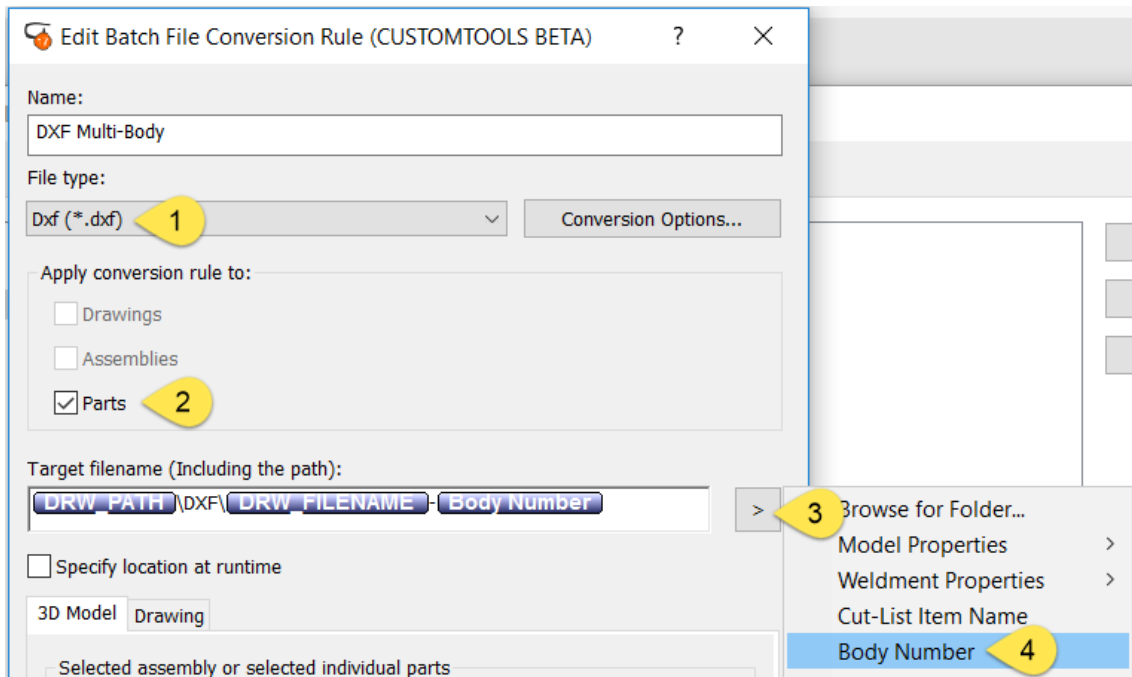 Edit Batch File Conversion Rule (CUSTOMTOOLS BETA) ?
Name:
DXF Multi-Body
File type:
Dxf (*.dxf) 1 Conversion Options...
Apply conversion rule to:
Drawings
Assemblies
Parts 2
Target filename (Including the path):
DRW_PATH\DXF\DRW_FILENAME-Body Number > 3
Browse for Folder...
Model Properties >
Weldment Properties >
Cut-List Item Name
Body Number 4
Specify location at runtime
3D Model Drawing
Selected assembly or selected individual parts